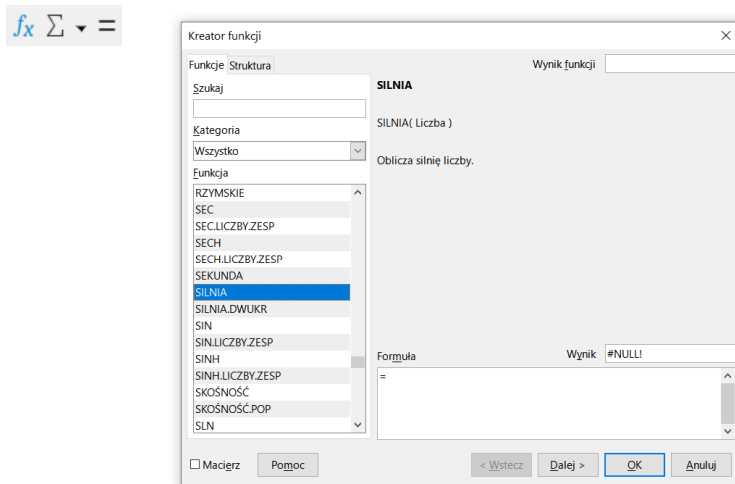 fx Σ =
Kreator funkcji
Funkcje Struktura
Wynik funkcji
Szukaj
SILNIA
SILNIA( Liczba )
Kategoria
Wszystko
Oblicza silnię liczby.
Funkcja
RZYMSKIE
SEC
SEC.LICZBY.ZESP
SECH
SECH.LICZBY.ZESP
SEKUNDA
SILNIA
SILNIA.DWUKR
SIN
SIN.LICZBY.ZESP
SINH
SINH.LICZBY.ZESP
SKOŚNOŚĆ
SKOŚNOŚĆ.POP
SLN
Formuła
Wynik #NULL!
=
Macierz
Pomoc
< Wstecz
Dalej >
OK
Anuluj